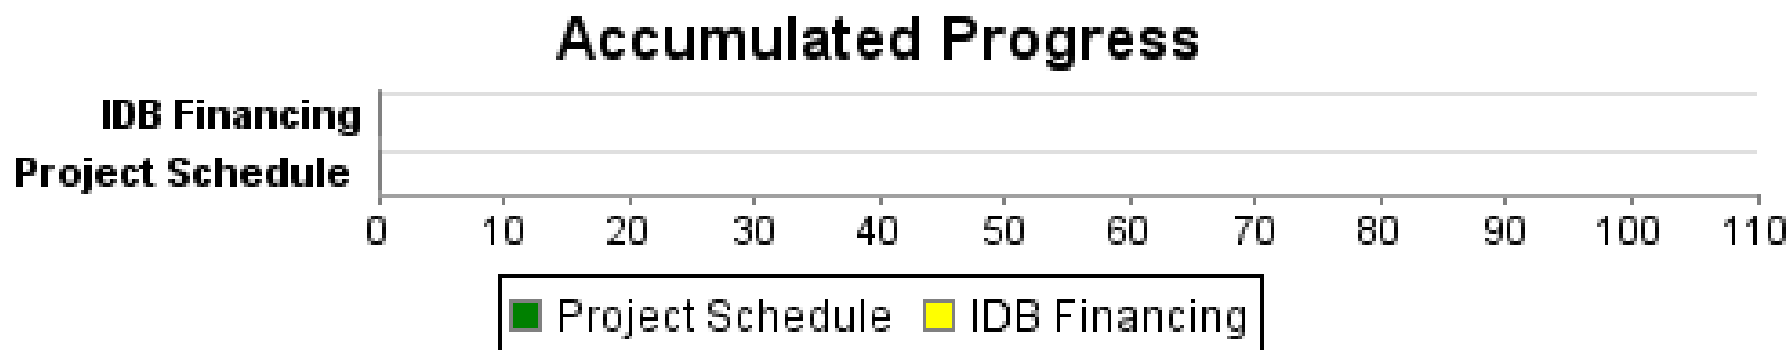 Accumulated Progress
IDB Financing
Project Schedule
0 10 20 30 40 50 60 70 80 90 100 110
Project Schedule IDB Financing